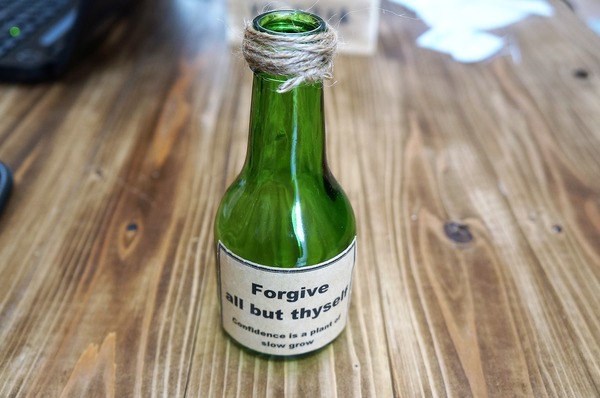 Forgive
all but thyself
Confidence is a plant of
slow grow